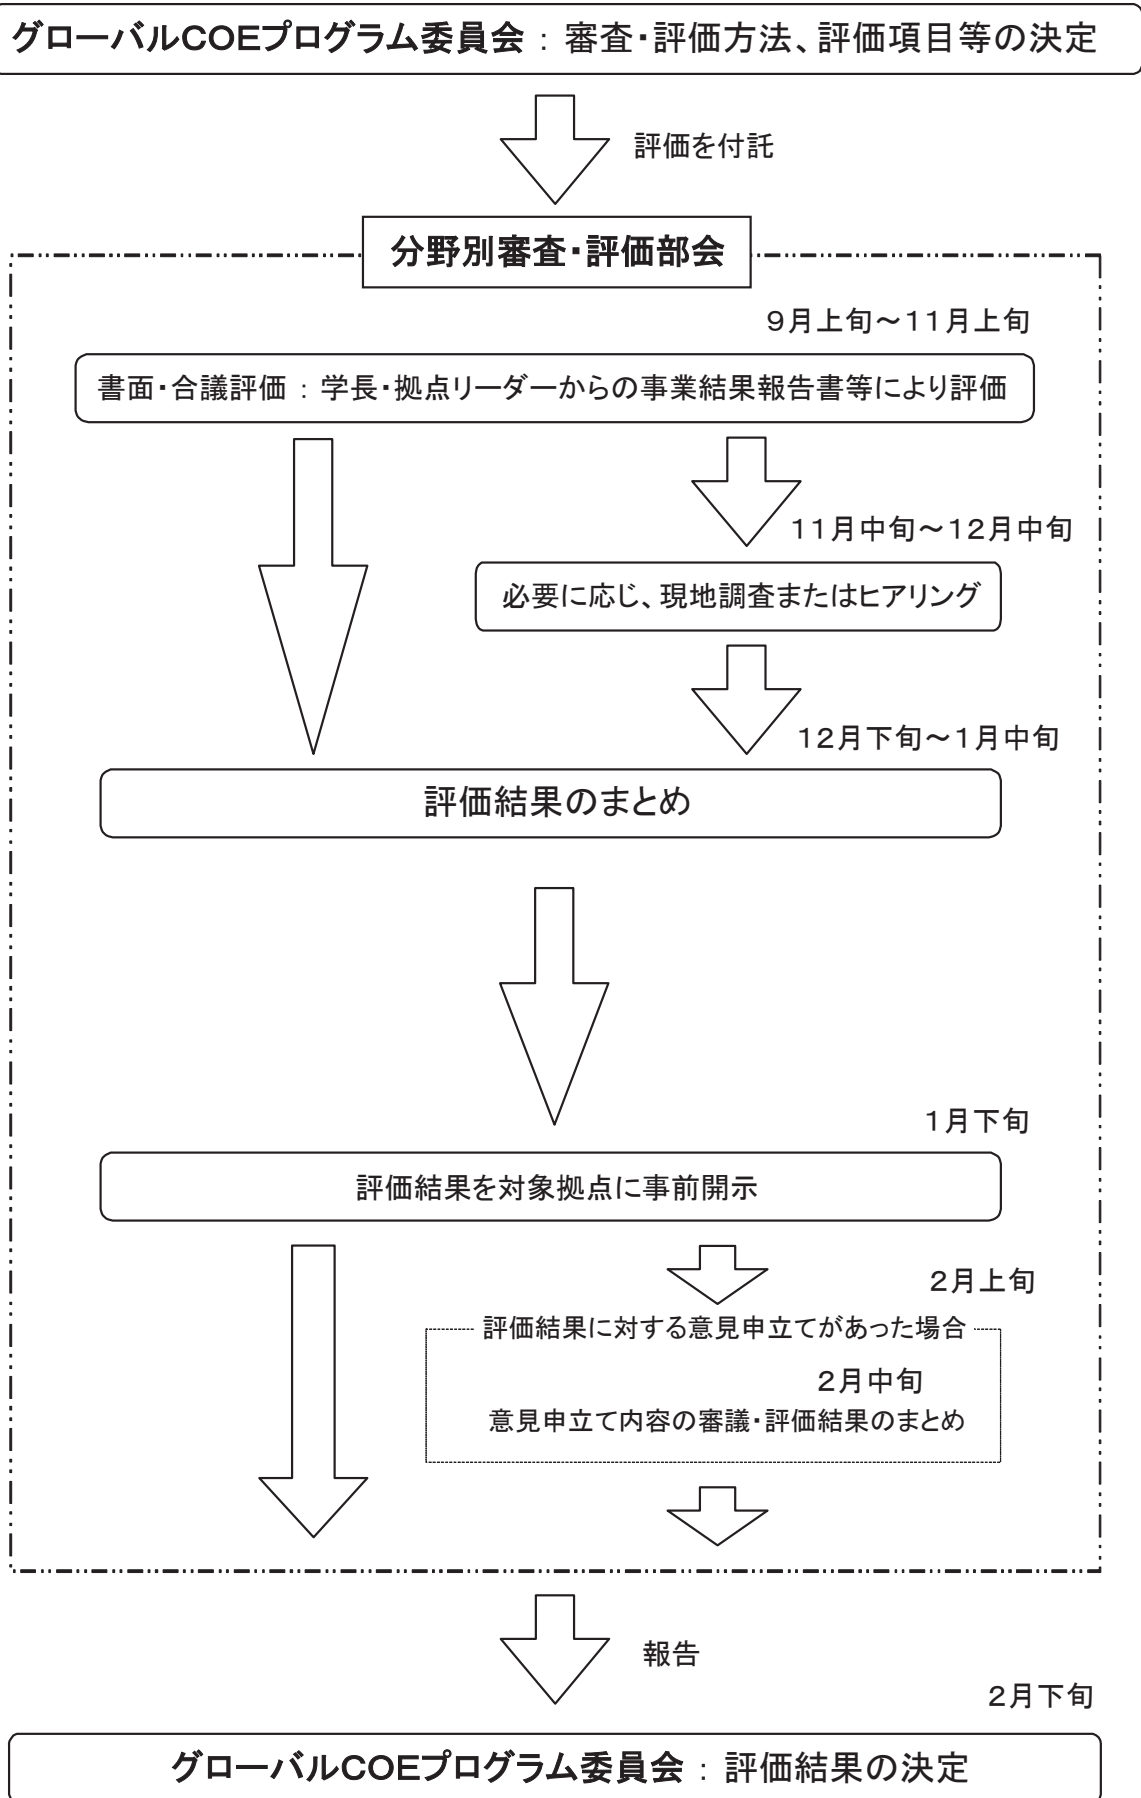 グローバルCOEプログラム委員会 : 審査・評価方法、評価項目等の決定
評価を付託
分野別審査・評価部会
9月上旬～11月上旬
書面・合議評価 : 学長・拠点リーダーからの事業結果報告書等により評価
11月中旬～12月中旬
必要に応じ、現地調査またはヒアリング
12月下旬～1月中旬
評価結果のまとめ
1月下旬
評価結果を対象拠点に事前開示
2月上旬
評価結果に対する意見申立てがあった場合
2月中旬
意見申立て内容の審議・評価結果のまとめ
報告
2月下旬
グローバルCOEプログラム委員会 : 評価結果の決定